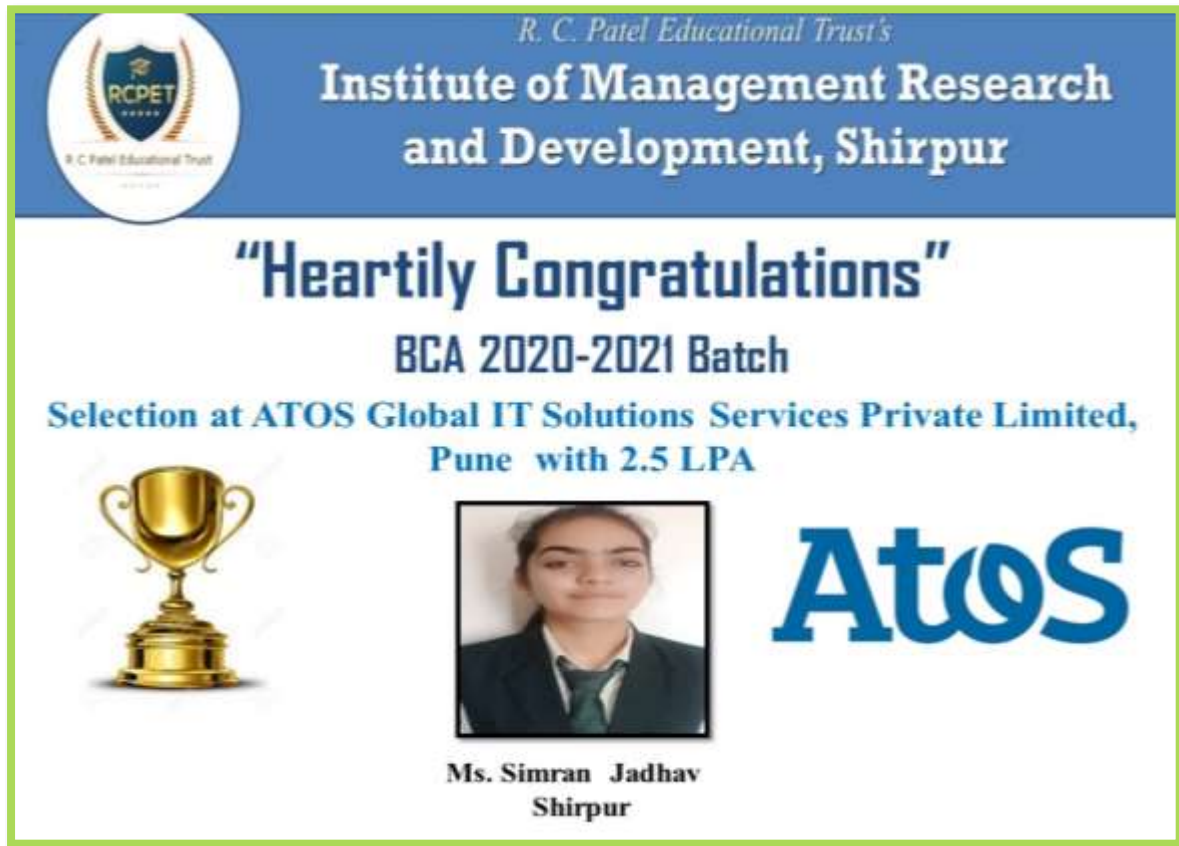 R. C. Patel Educational Trust's
Institute of Management Research
and Development, Shirpur
RCPET
R. C. Patel Educational Trust
"Heartily Congratulations"
BCA 2020-2021 Batch
Selection at ATOS Global IT Solutions Services Private Limited,
Pune with 2.5 LPA
Atos
Ms. Simran Jadhav
Shirpur